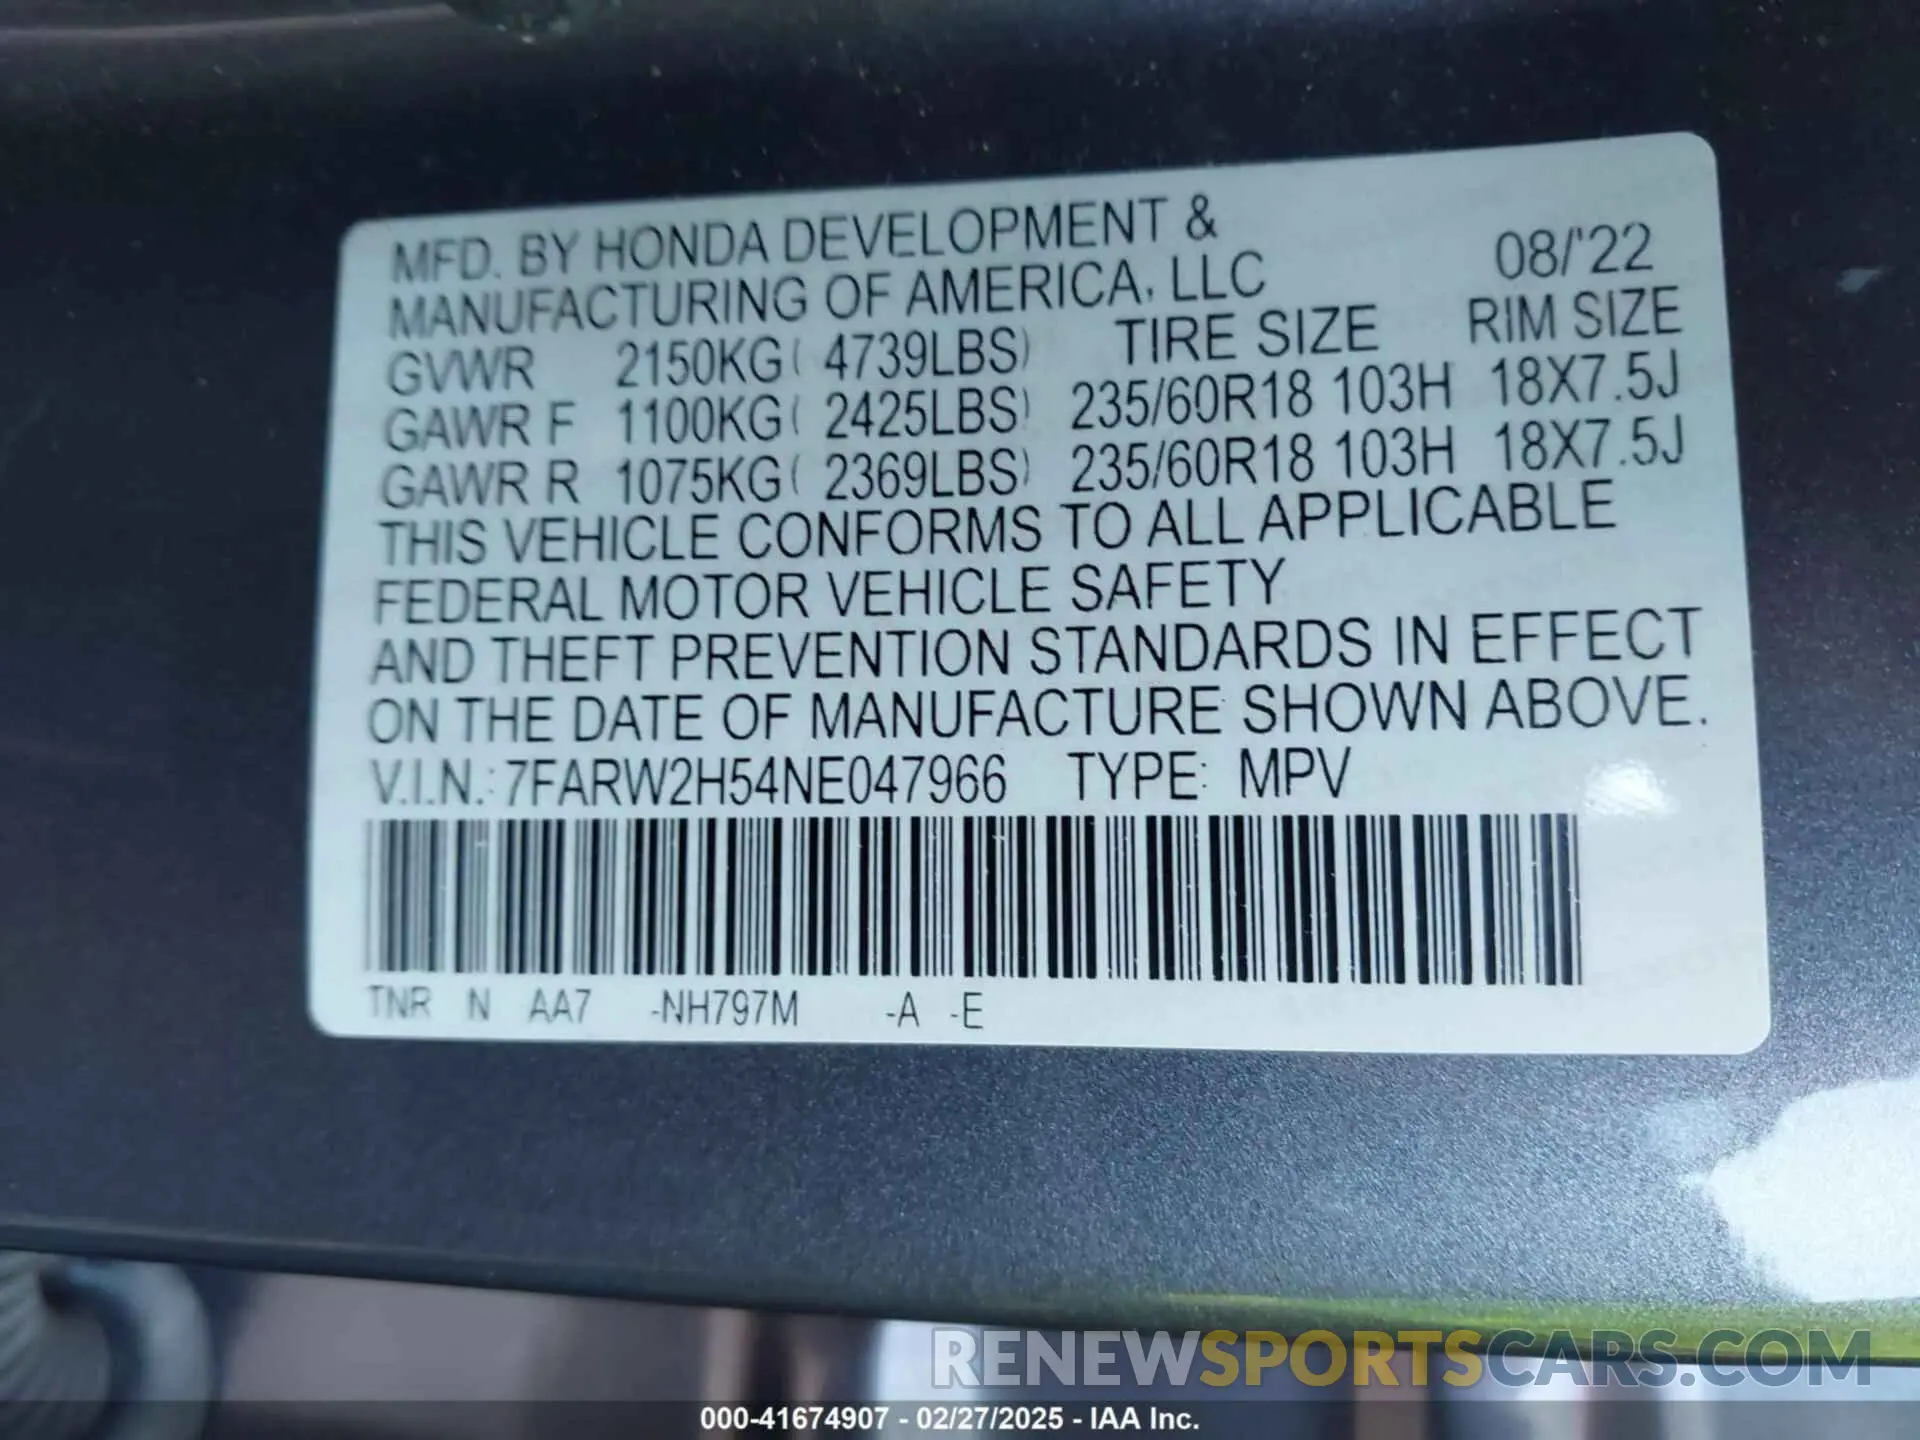 MFD. BY HONDA DEVELOPMENT &
MANUFACTURING OF AMERICA, LLC 08/'22
GVWR 2150KG( 4739LBS) TIRE SIZE RIM SIZE
GAWR F 1100KG( 2425LBS) 235/60R18 103H 18X7.5J
GAWR R 1075KG( 2369LBS) 235/60R18 103H 18X7.5J
THIS VEHICLE CONFORMS TO ALL APPLICABLE
FEDERAL MOTOR VEHICLE SAFETY
AND THEFT PREVENTION STANDARDS IN EFFECT
ON THE DATE OF MANUFACTURE SHOWN ABOVE.
V.I.N.: 7FARW2H54NE047966 TYPE: MPV
TNR N AA7 -NH797M -A -E
RENEWSPORTSCARS.COM
000-41674907 - 02/27/2025 - IAA Inc.